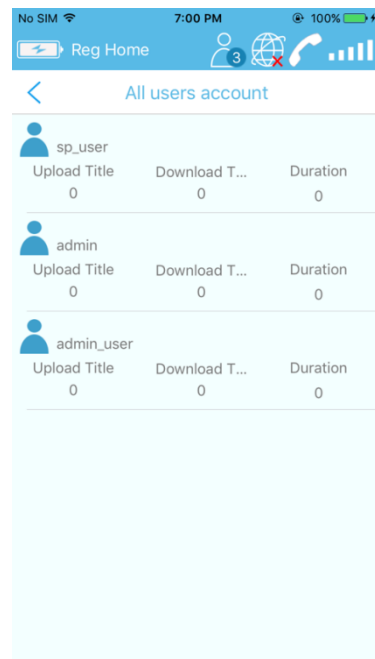 No SIM 7:00 PM 100%
Reg Home 3
All users account
sp_user
Upload Title Download T... Duration
0 0 0
admin
Upload Title Download T... Duration
0 0 0
admin_user
Upload Title Download T... Duration
0 0 0